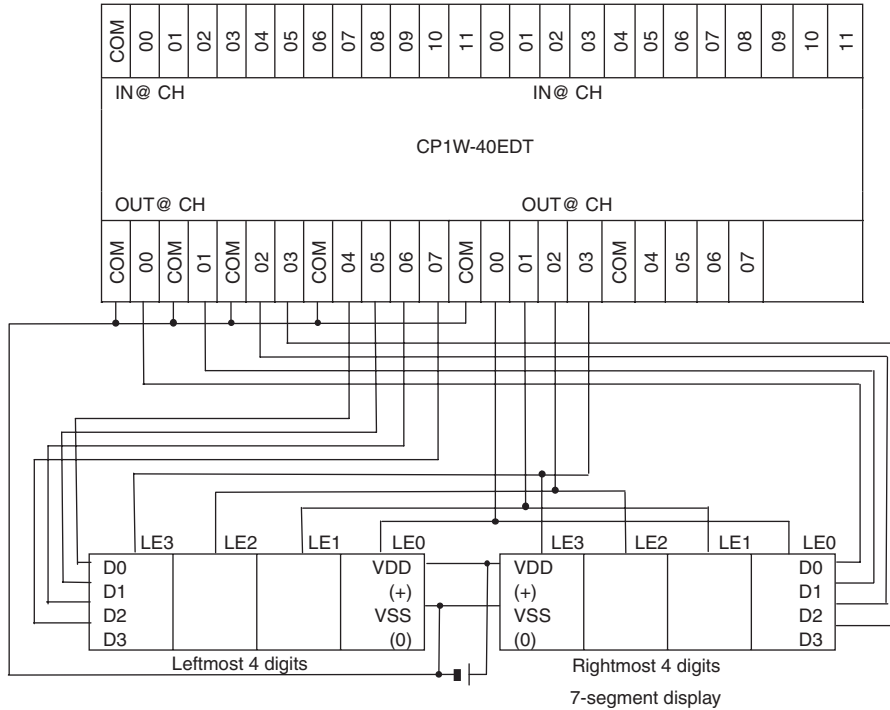 COM 00 01 02 03 04 05 06 07 08 09 10 11 00 01 02 03 04 05 06 07 08 09 10 11
IN@ CH IN@ CH
CP1W-40EDT
OUT@ CH OUT@ CH
COM 00 COM 01 COM 02 03 COM 04 05 06 07 COM 00 01 02 03 COM 04 05 06 07
LE3 LE2 LE1 LE0 LE3 LE2 LE1 LE0
D0 VDD VDD D0
D1 (+) (+) D1
D2 VSS VSS D2
D3 (0) (0) D3
Leftmost 4 digits Rightmost 4 digits
7-segment display